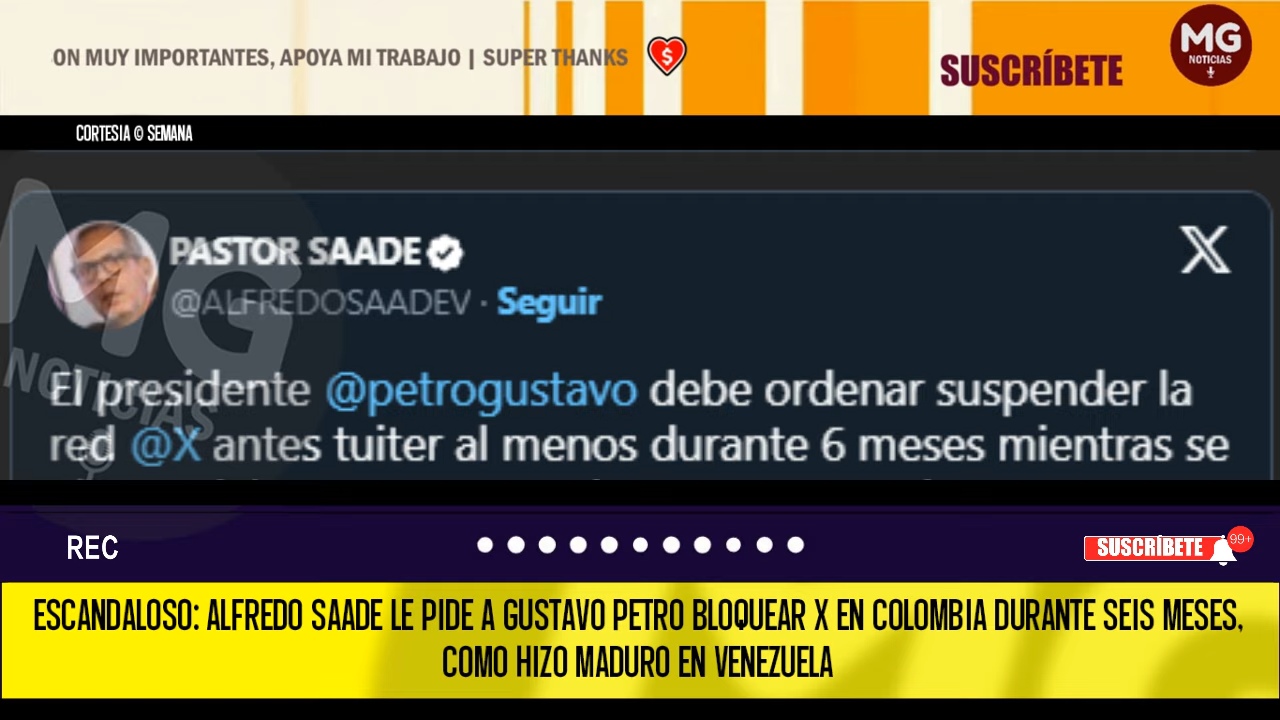 ON MUY IMPORTANTES, APOYA MI TRABAJO | SUPER THANKS
$
SUSCRÍBETE
MG
NOTICIAS
CORTESIA © SEMANA
PASTOR SAADE
@ALFREDOSAADEV · Seguir
El presidente @petrogustavo debe ordenar suspender la
red @X antes tuiter al menos durante 6 meses mientras se
MG
NOTICIAS
REC
SUSCRÍBETE
99+
ESCANDALOSO: ALFREDO SAADE LE PIDE A GUSTAVO PETRO BLOQUEAR X EN COLOMBIA DURANTE SEIS MESES,
COMO HIZO MADURO EN VENEZUELA